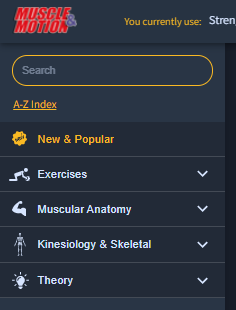 MUSCLE &
MOTION
You currently use: Stren
Search
A-Z Index
New & Popular
Exercises
Muscular Anatomy
Kinesiology & Skeletal
Theory